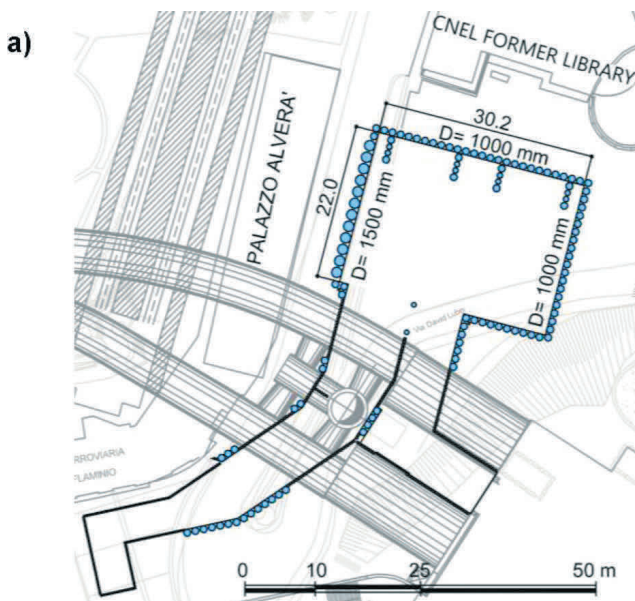 a)
CNEL FORMER LIBRARY
30.2
D= 1000 mm
PALAZZO ALVERA'
22.0
D= 1500 mm
D= 1000 mm
Via David Lubin
FLAMINIO
0 10 25 50 m